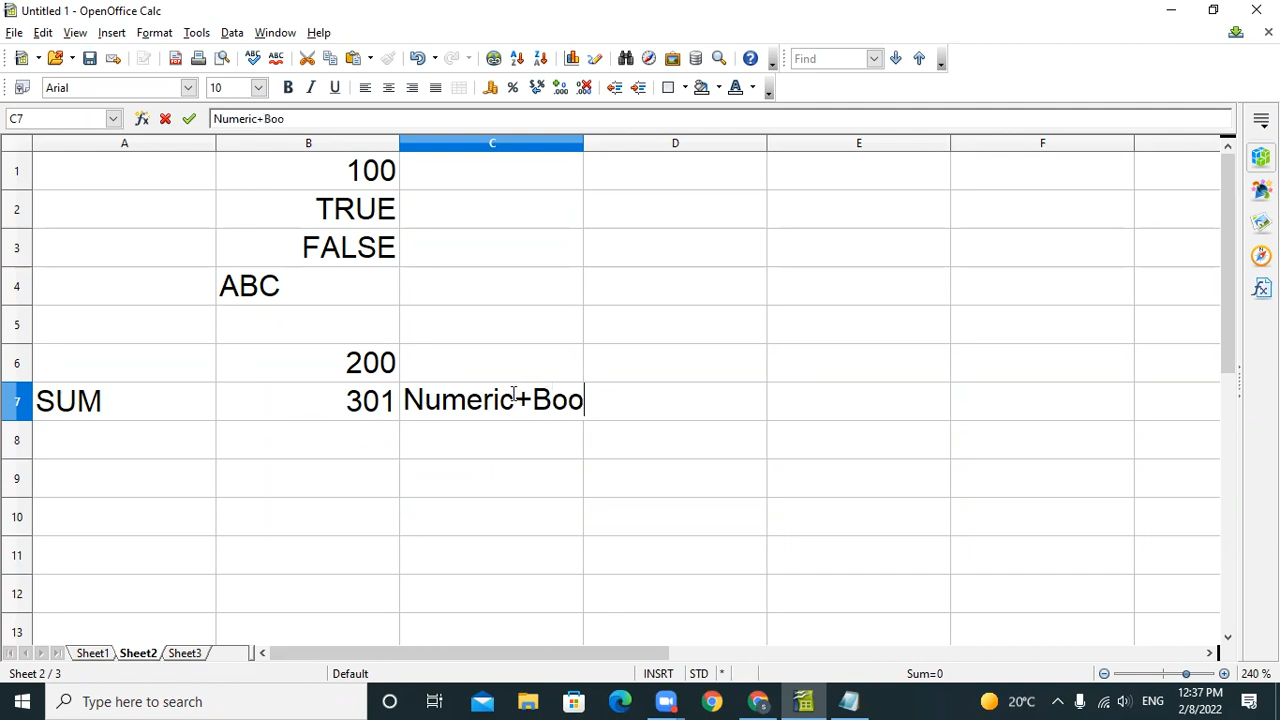 Untitled 1 - OpenOffice Calc
File Edit View Insert Format Tools Data Window Help
Find
Arial 10
C7 Numeric+Boo
A B C D E F
1 100
2 TRUE
3 FALSE
4 ABC
5
6 200
7 SUM 301 Numeric+Boo
8
9
10
11
12
13
Sheet1 Sheet2 Sheet3
Sheet 2 / 3 Default INSRT STD * Sum=0 240 %
Type here to search 20°C ENG 12:37 PM
2/8/2022